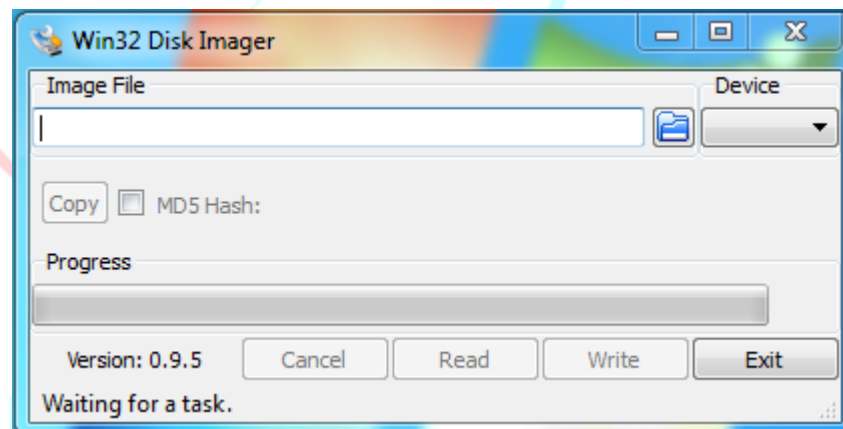 Win32 Disk Imager
Image File Device
Copy MD5 Hash:
Progress
Version: 0.9.5 Cancel Read Write Exit
Waiting for a task.